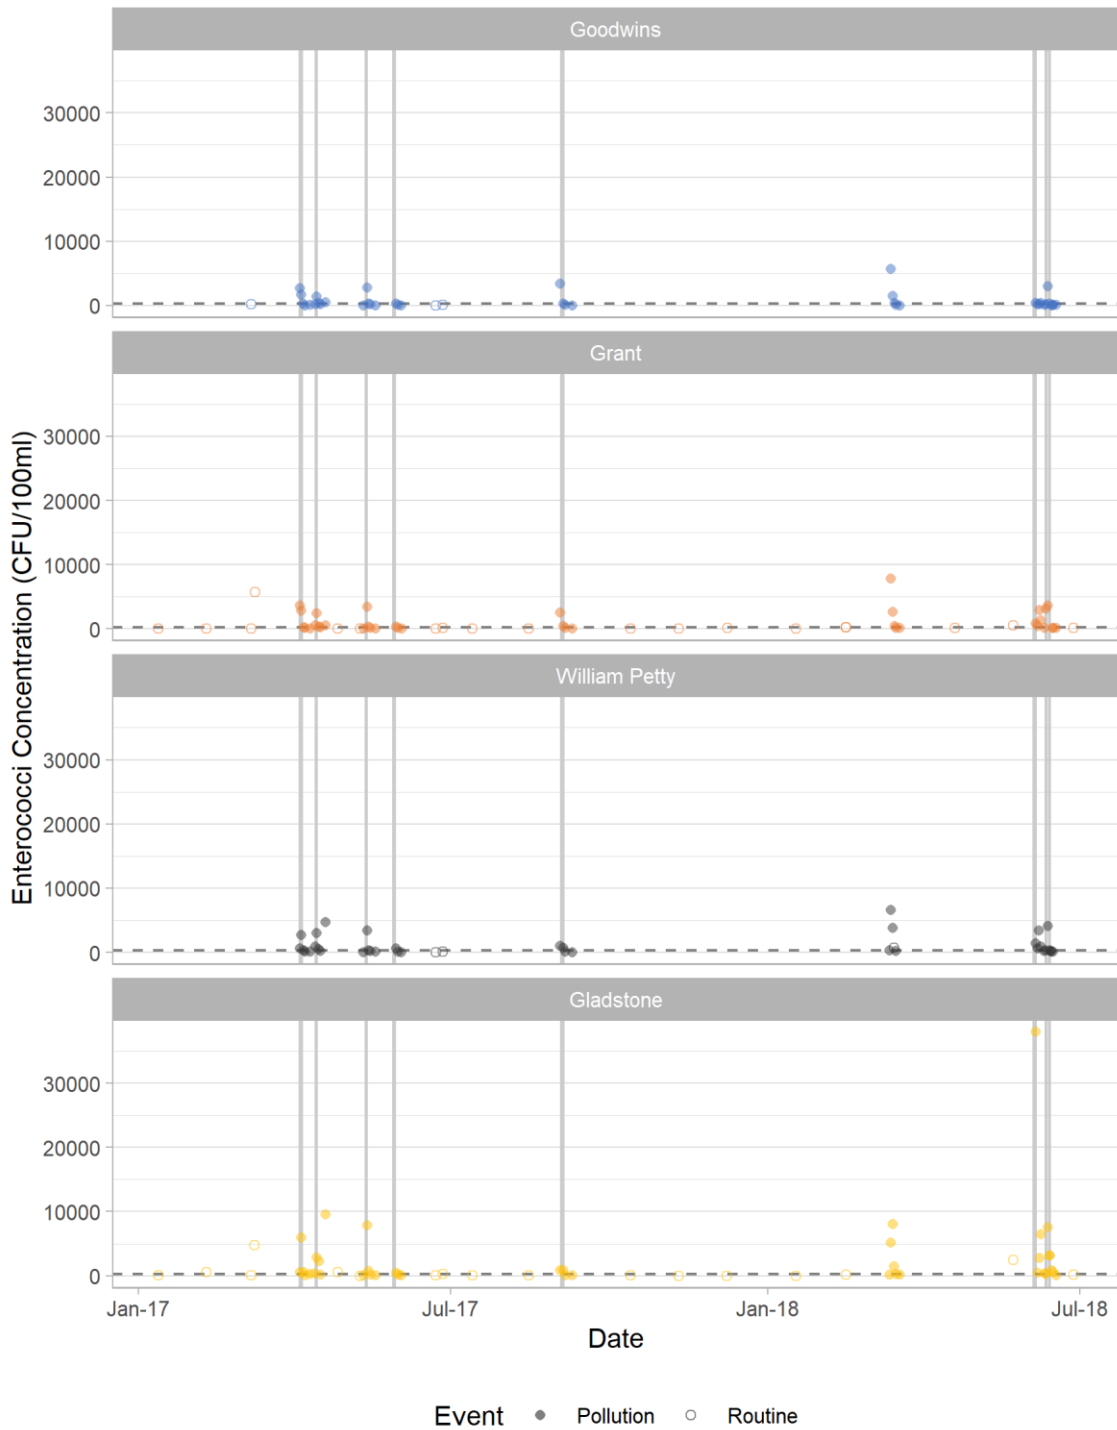 Goodwins
30000
20000
10000
0
Grant
30000
20000
10000
0
William Petty
30000
20000
10000
0
Gladstone
30000
20000
10000
0
Enterococci Concentration (CFU/100ml)
Jan-17 Jul-17 Jan-18 Jul-18
Date
Event Pollution Routine